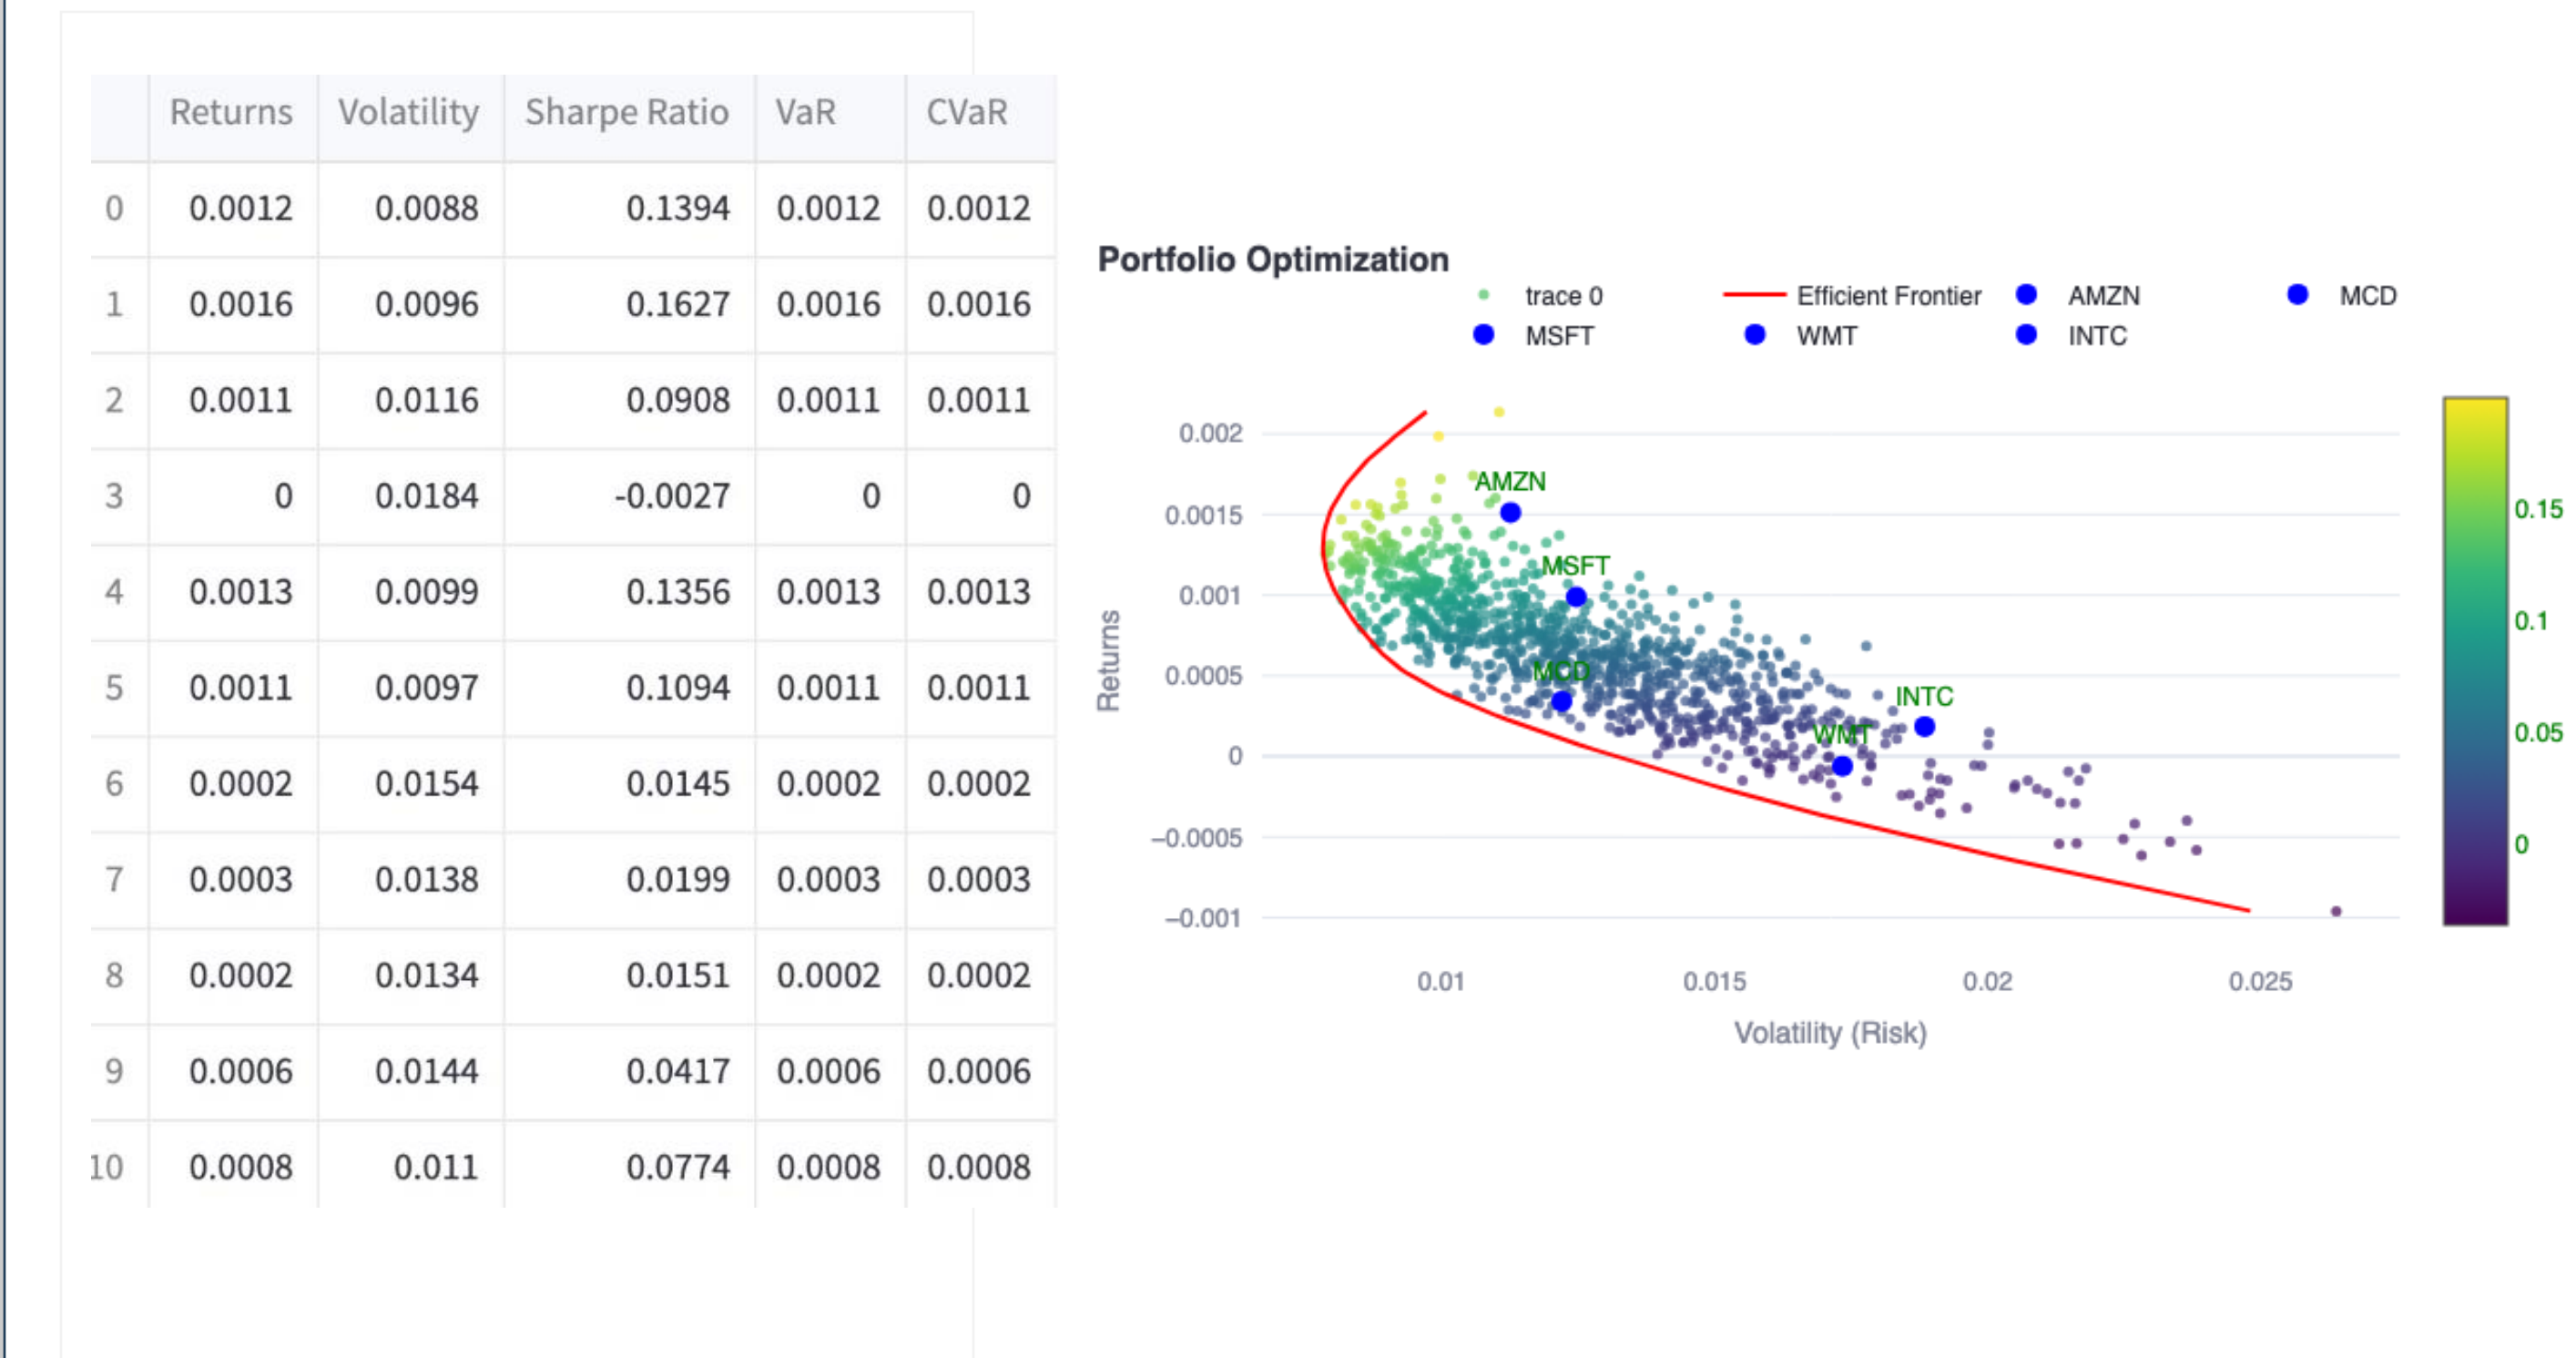 Returns Volatility Sharpe Ratio VaR CVaR
0 0.0012 0.0088 0.1394 0.0012 0.0012
1 0.0016 0.0096 0.1627 0.0016 0.0016
2 0.0011 0.0116 0.0908 0.0011 0.0011
3 0 0.0184 -0.0027 0 0
4 0.0013 0.0099 0.1356 0.0013 0.0013
5 0.0011 0.0097 0.1094 0.0011 0.0011
6 0.0002 0.0154 0.0145 0.0002 0.0002
7 0.0003 0.0138 0.0199 0.0003 0.0003
8 0.0002 0.0134 0.0151 0.0002 0.0002
9 0.0006 0.0144 0.0417 0.0006 0.0006
10 0.0008 0.011 0.0774 0.0008 0.0008
Portfolio Optimization
trace 0 Efficient Frontier AMZN MCD
MSFT WMT INTC
0.002
0.0015
0.001
0.0005
0
−0.0005
−0.001
Returns
AMZN
MSFT
MCD
INTC
WMT
0.01 0.015 0.02 0.025
Volatility (Risk)
0.15
0.1
0.05
0